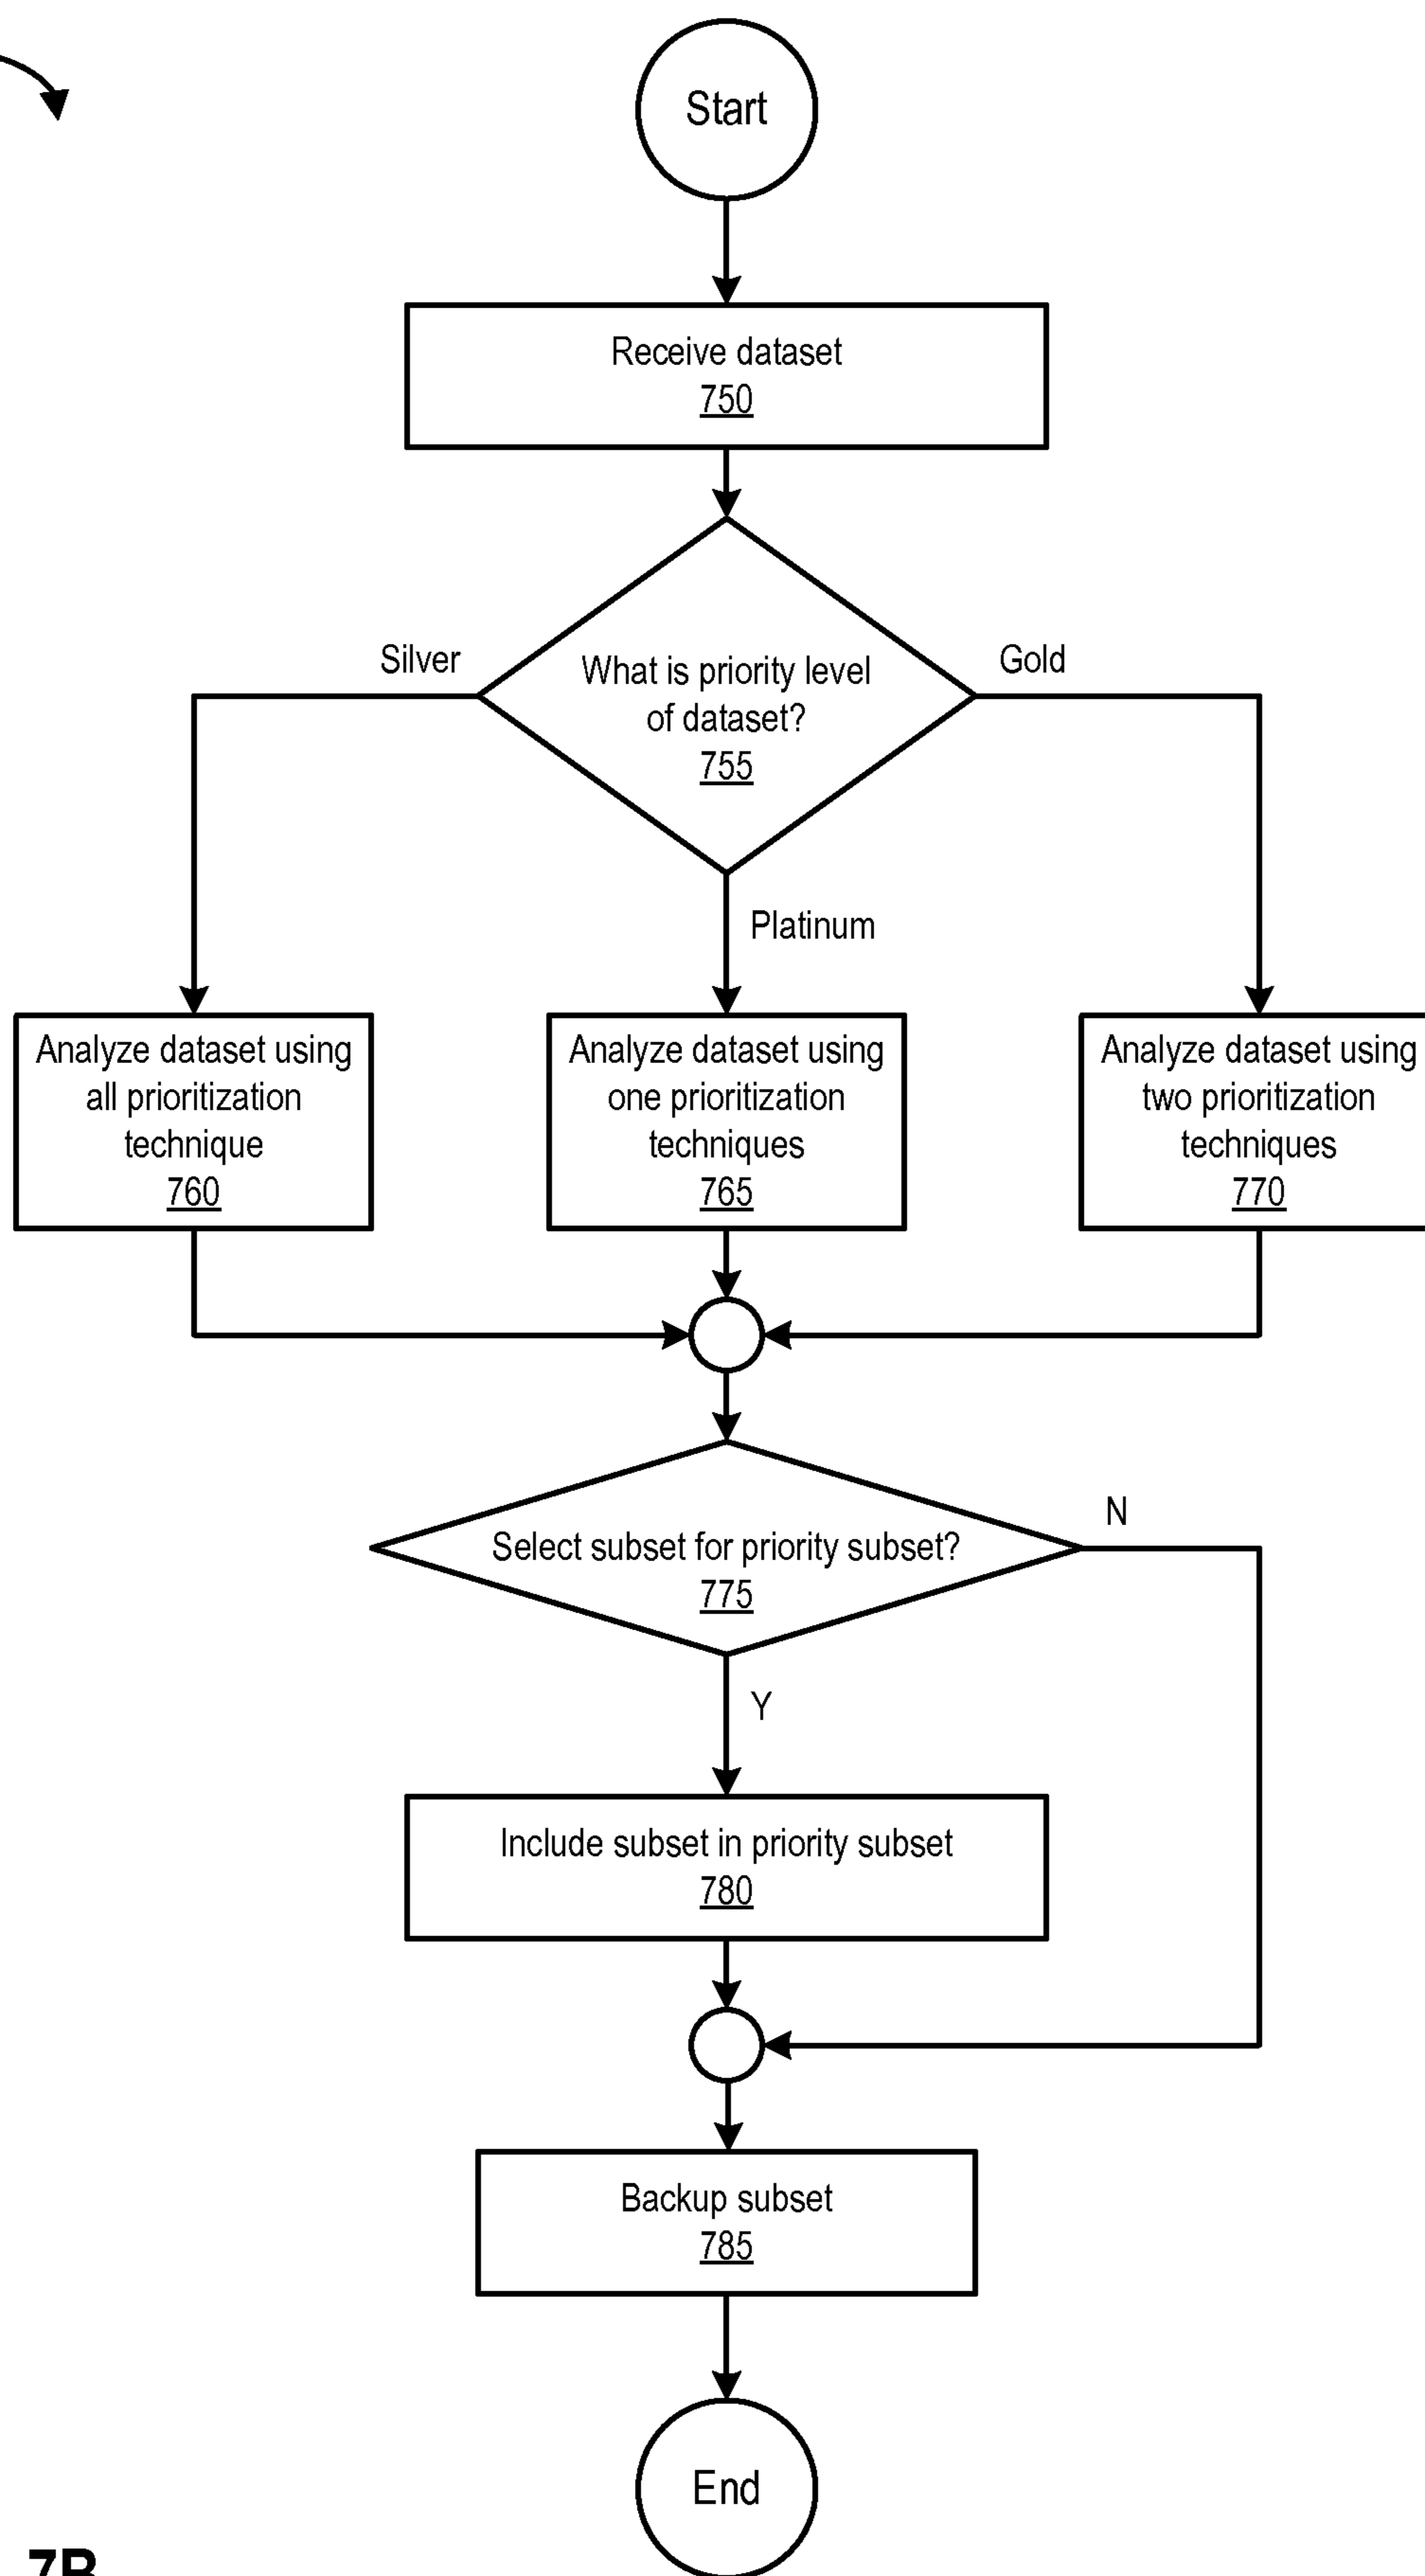 Start
Receive dataset
750
Silver
Gold
What is priority level
of dataset?
755
Platinum
Analyze dataset using
all prioritization
technique
760
Analyze dataset using
one prioritization
techniques
765
Analyze dataset using
two prioritization
techniques
770
N
Select subset for priority subset?
775
Y
Include subset in priority subset
780
Backup subset
785
End
7B